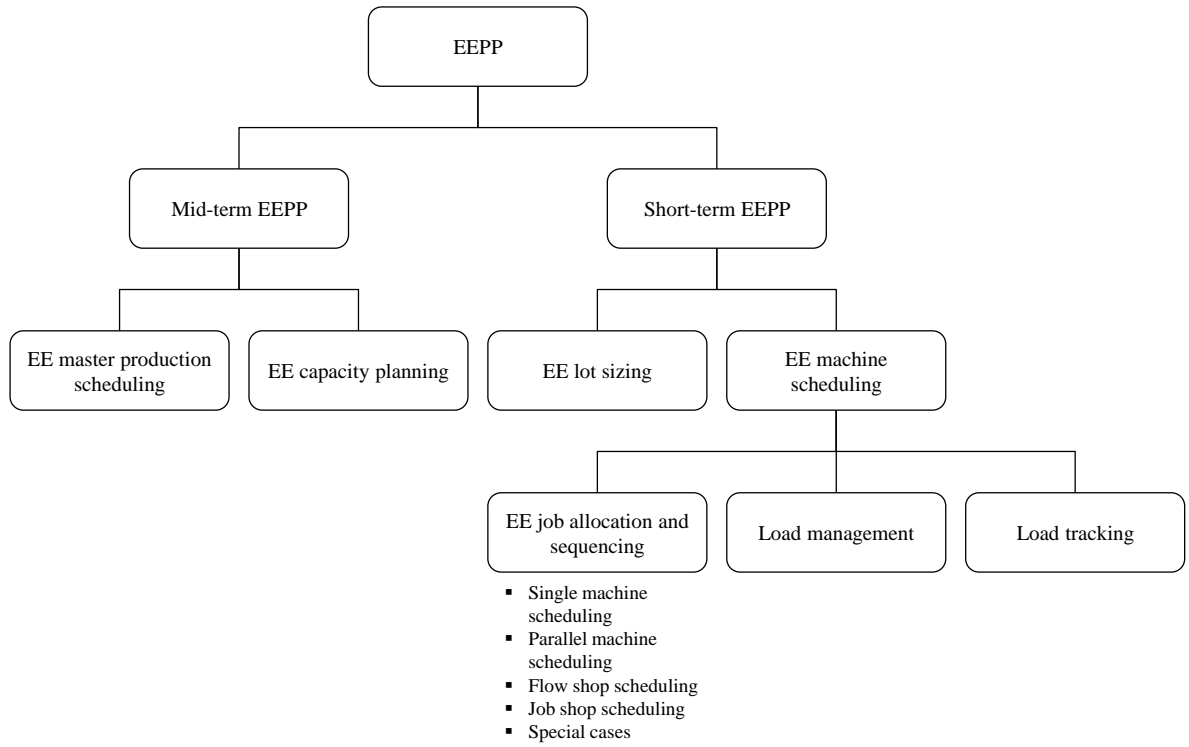 EEPP
Mid-term EEPP
Short-term EEPP
EE master production
scheduling
EE capacity planning
EE lot sizing
EE machine
scheduling
EE job allocation and
sequencing
Load management
Load tracking
▪ Single machine
scheduling
▪ Parallel machine
scheduling
▪ Flow shop scheduling
▪ Job shop scheduling
▪ Special cases